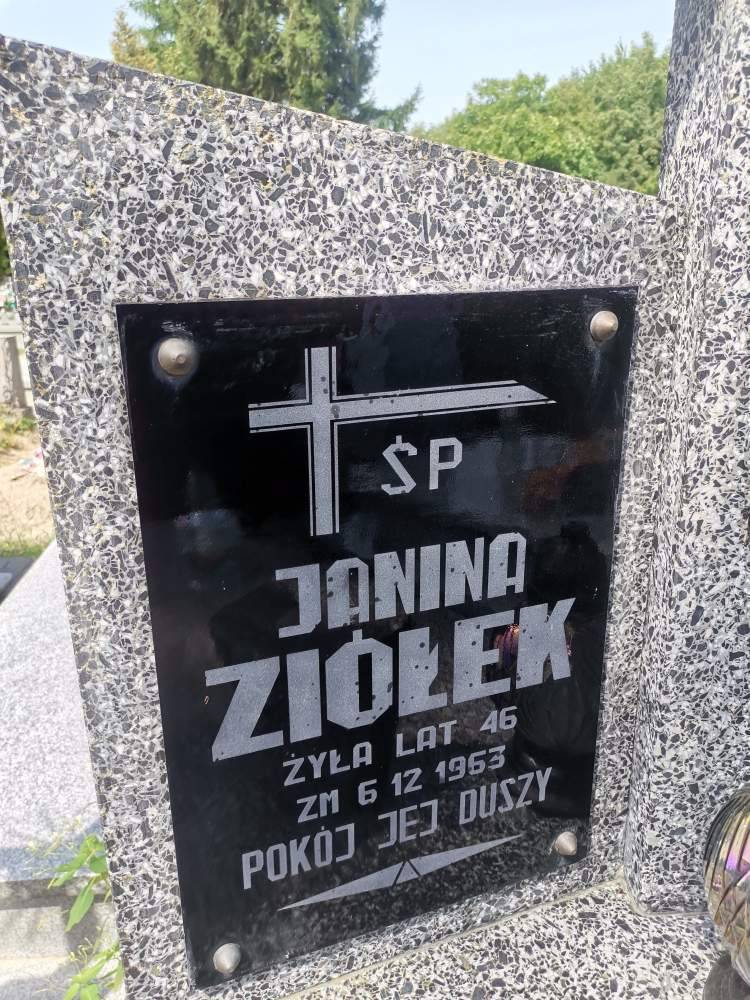 ŚP
JANINA
ZIÓŁEK
ŻYŁA LAT 46
ZM 6 12 1963
POKÓJ JEJ DUSZY